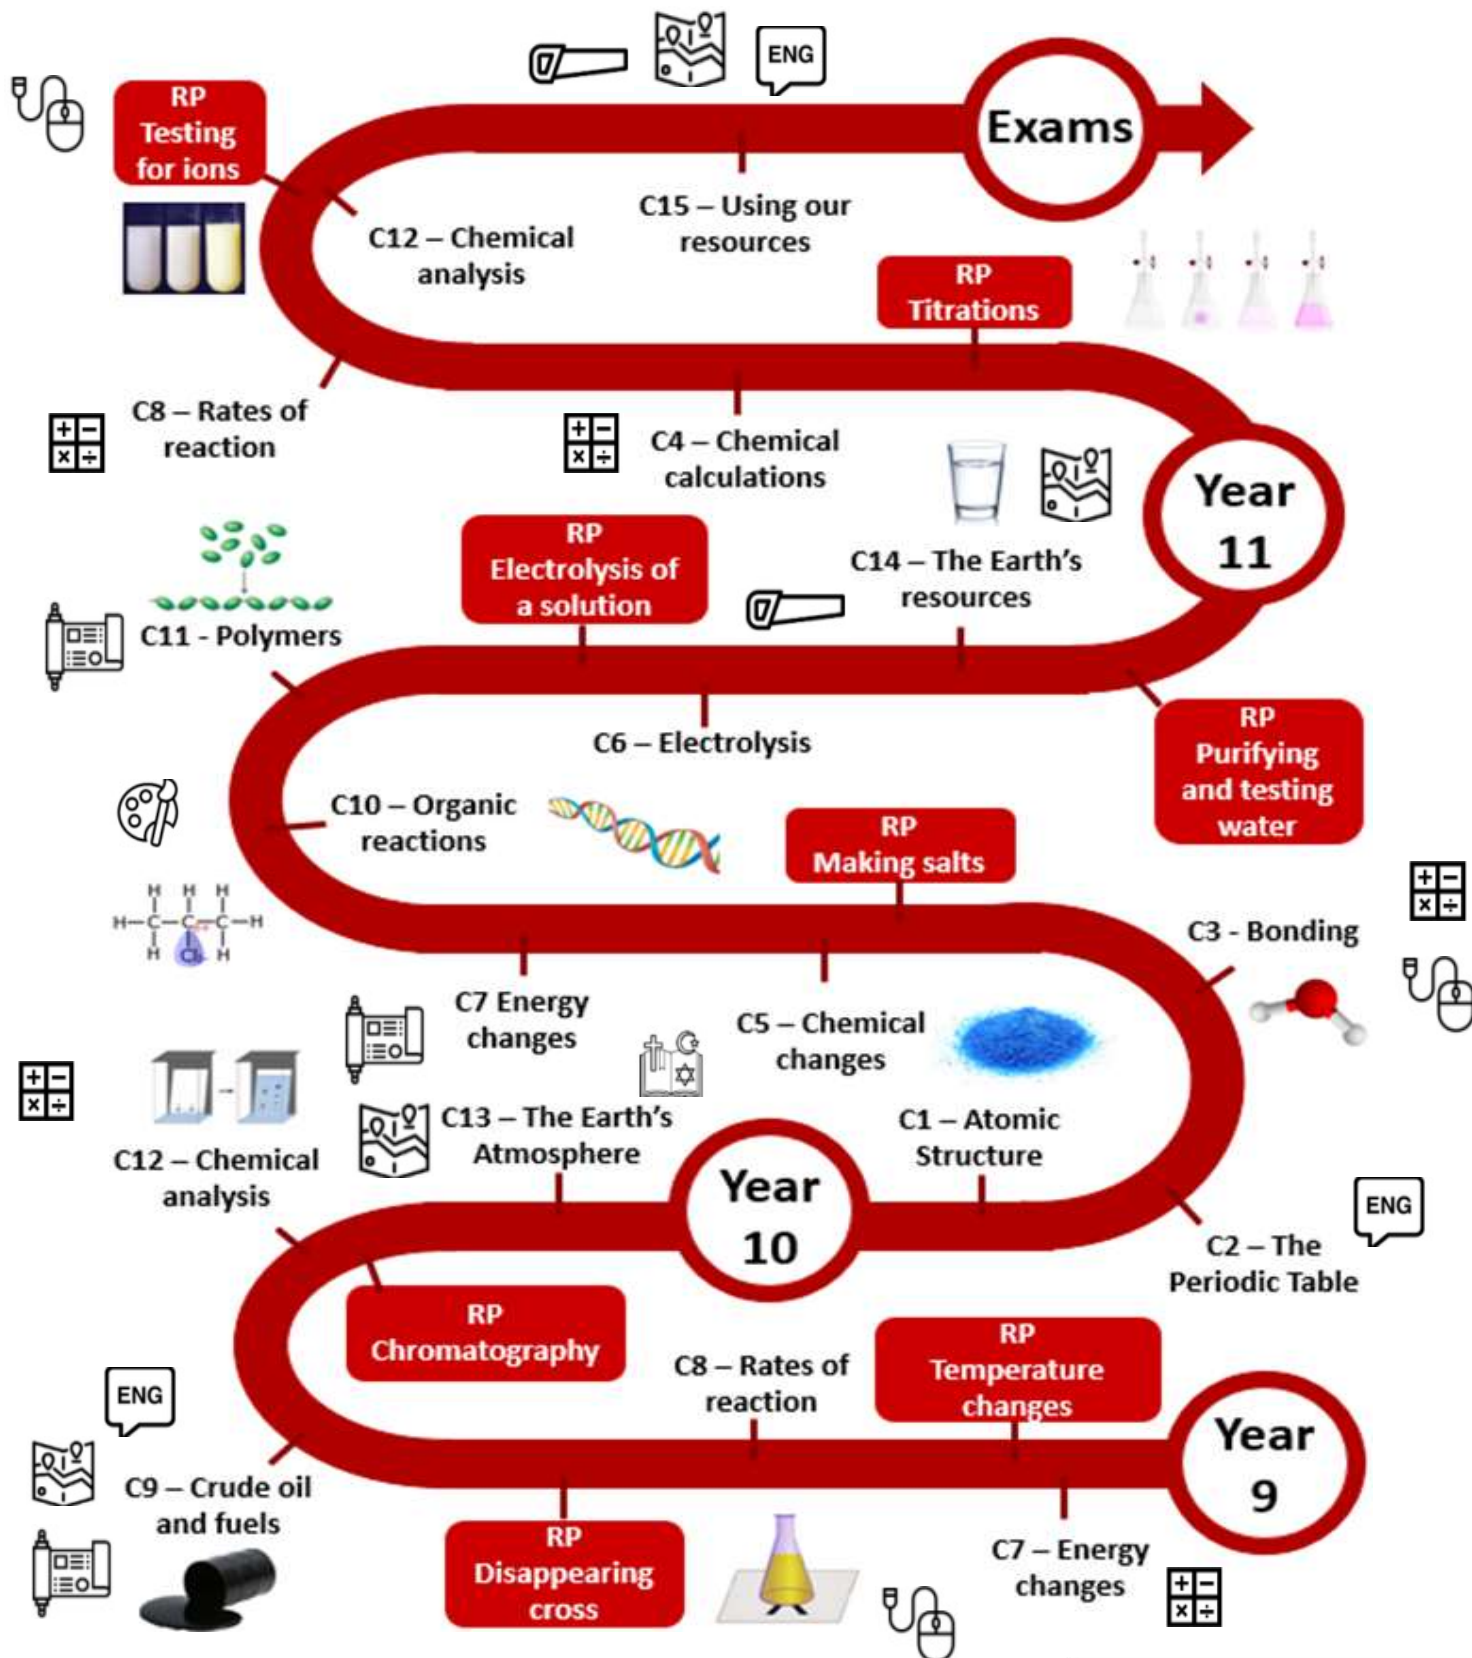 ENG
Exams
RP
Testing
for ions
C15 – Using our
resources
C12 – Chemical
analysis
RP
Titrations
C8 – Rates of
reaction
+ −
× ÷
+ −
× ÷
C4 – Chemical
calculations
Year
11
RP
Electrolysis of
a solution
C14 – The Earth's
resources
C11 - Polymers
C6 – Electrolysis
RP
Purifying
and testing
water
C10 – Organic
reactions
RP
Making salts
H H H
H–C–C–C–H
H Cl H
C3 - Bonding
+ −
× ÷
C7 Energy
changes
C5 – Chemical
changes
+ −
× ÷
C12 – Chemical
analysis
C13 – The Earth's
Atmosphere
Year
10
C1 – Atomic
Structure
C2 – The
Periodic Table
ENG
RP
Chromatography
C8 – Rates of
reaction
RP
Temperature
changes
Year
9
ENG
C9 – Crude oil
and fuels
RP
Disappearing
cross
C7 – Energy
changes
+ −
× ÷